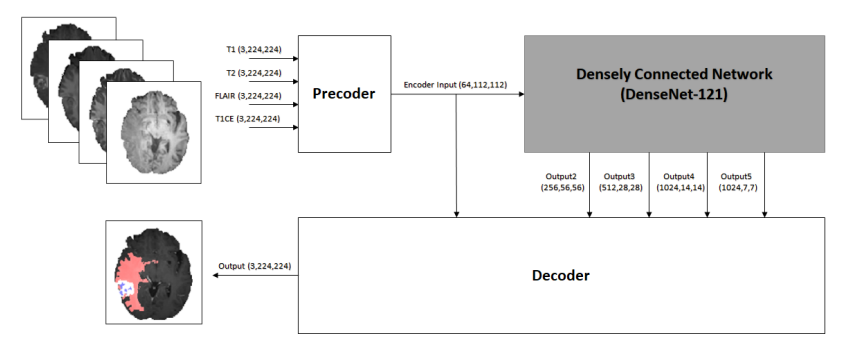 T1 (3,224,224)
T2 (3,224,224)
FLAIR (3,224,224)
T1CE (3,224,224)
Precoder
Encoder Input (64,112,112)
Densely Connected Network
(DenseNet-121)
Output2
(256,56,56)
Output3
(512,28,28)
Output4
(1024,14,14)
Output5
(1024,7,7)
Output (3,224,224)
Decoder